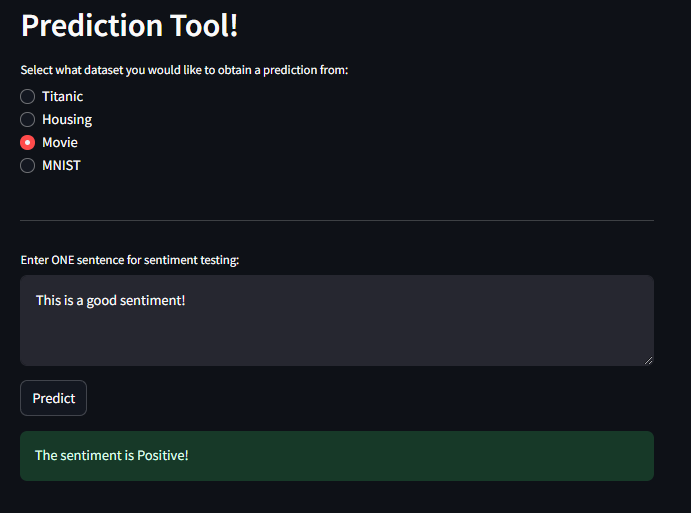 Prediction Tool!
Select what dataset you would like to obtain a prediction from:
Titanic
Housing
Movie
MNIST
Enter ONE sentence for sentiment testing:
This is a good sentiment!
Predict
The sentiment is Positive!